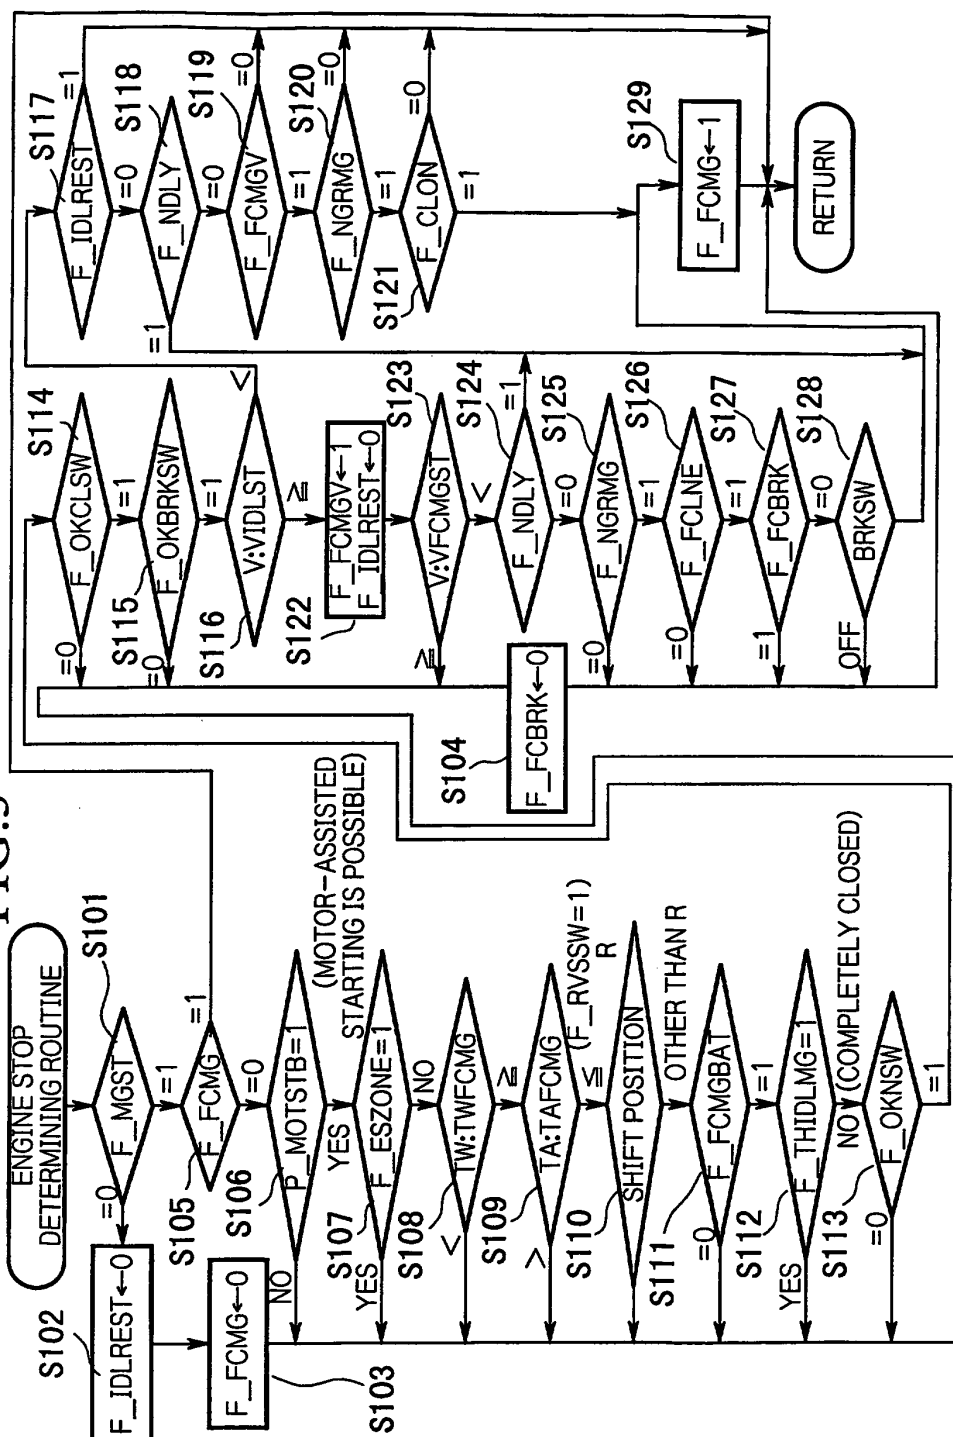 ENGINE STOP
DETERMINING ROUTINE
S101
F_MGST
=0
=1
S102
F_IDLREST←0
S103
F_FCMG←0
S105
F_FCMG
=1
=0
S106
P_MOTSTB=1
NO
YES
(MOTOR-ASSISTED
STARTING IS POSSIBLE)
S107
F_ESZONE=1
YES
NO
S108
TW:TWFCMG
<
≧
S109
TA:TAFCMG
>
≦
(F_RVSSW=1)
R
S110
SHIFT POSITION
OTHER THAN R
S111
F_FCMGBAT
=0
=1
S112
F_THIDLMG=1
YES
NO (COMPLETELY CLOSED)
S113
F_OKNSW
=0
=1
S104
F_FCBRK←0
S114
F_OKCLSW
=0
=1
S115
F_OKBRKSW
=0
=1
S116
V:VIDLST
<
≧
S122
F_FCMGV←1
F_IDLREST←0
S123
V:VFCMGST
≧
<
S124
F_NDLY
=1
=0
S125
F_NGRMG
=0
=1
S126
F_FCLNE
=0
=1
S127
F_FCBRK
=1
=0
S128
BRKSW
OFF
S117
F_IDLREST
=1
=0
S118
F_NDLY
=1
=0
S119
F_FCMGV
=0
=1
S120
F_NGRMG
=0
=1
S121
F_CLON
=0
=1
S129
F_FCMG←1
RETURN